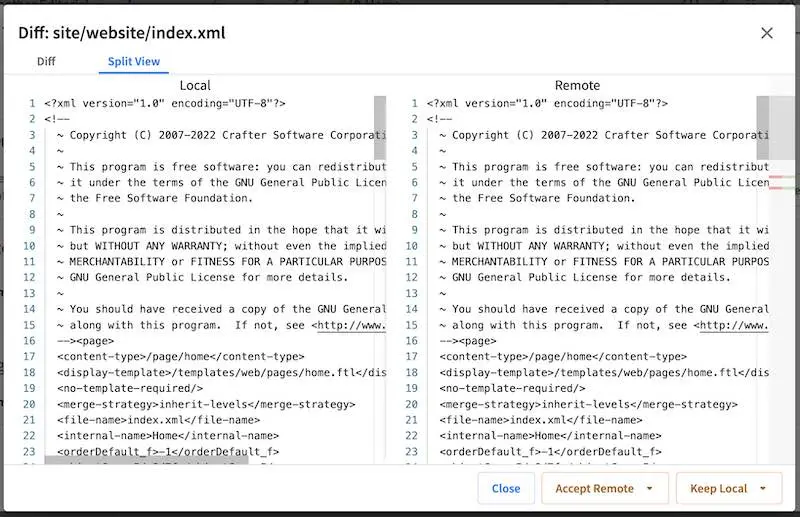 Diff: site/website/index.xml
Diff
Split View
Local
1 <?xml version="1.0" encoding="UTF-8"?>
2 <!--
3 ~ Copyright (C) 2007-2022 Crafter Software Corporati
4 ~
5 ~ This program is free software: you can redistribut
6 ~ it under the terms of the GNU General Public Licen
7 ~ the Free Software Foundation.
8 ~
9 ~ This program is distributed in the hope that it wi
10 ~ but WITHOUT ANY WARRANTY; without even the implied
11 ~ MERCHANTABILITY or FITNESS FOR A PARTICULAR PURPOS
12 ~ GNU General Public License for more details.
13 ~
14 ~ You should have received a copy of the GNU General
15 ~ along with this program.  If not, see <http://www.
16 --><page>
17 <content-type>/page/home</content-type>
18 <display-template>/templates/web/pages/home.ftl</dis
19 <no-template-required/>
20 <merge-strategy>inherit-levels</merge-strategy>
21 <file-name>index.xml</file-name>
22 <internal-name>Home</internal-name>
23 <orderDefault_f>-1</orderDefault_f>
Remote
1 <?xml version="1.0" encoding="UTF-8"?>
2 <!--
3 ~ Copyright (C) 2007-2022 Crafter Software Corporati
4 ~
5 ~ This program is free software: you can redistribut
6 ~ it under the terms of the GNU General Public Licen
7 ~ the Free Software Foundation.
8 ~
9 ~ This program is distributed in the hope that it wi
10 ~ but WITHOUT ANY WARRANTY; without even the implied
11 ~ MERCHANTABILITY or FITNESS FOR A PARTICULAR PURPOS
12 ~ GNU General Public License for more details.
13 ~
14 ~ You should have received a copy of the GNU General
15 ~ along with this program.  If not, see <http://www.
16 --><page>
17 <content-type>/page/home</content-type>
18 <display-template>/templates/web/pages/home.ftl</dis
19 <no-template-required/>
20 <merge-strategy>inherit-levels</merge-strategy>
21 <file-name>index.xml</file-name>
22 <internal-name>Home</internal-name>
23 <orderDefault_f>-1</orderDefault_f>
Close
Accept Remote
Keep Local